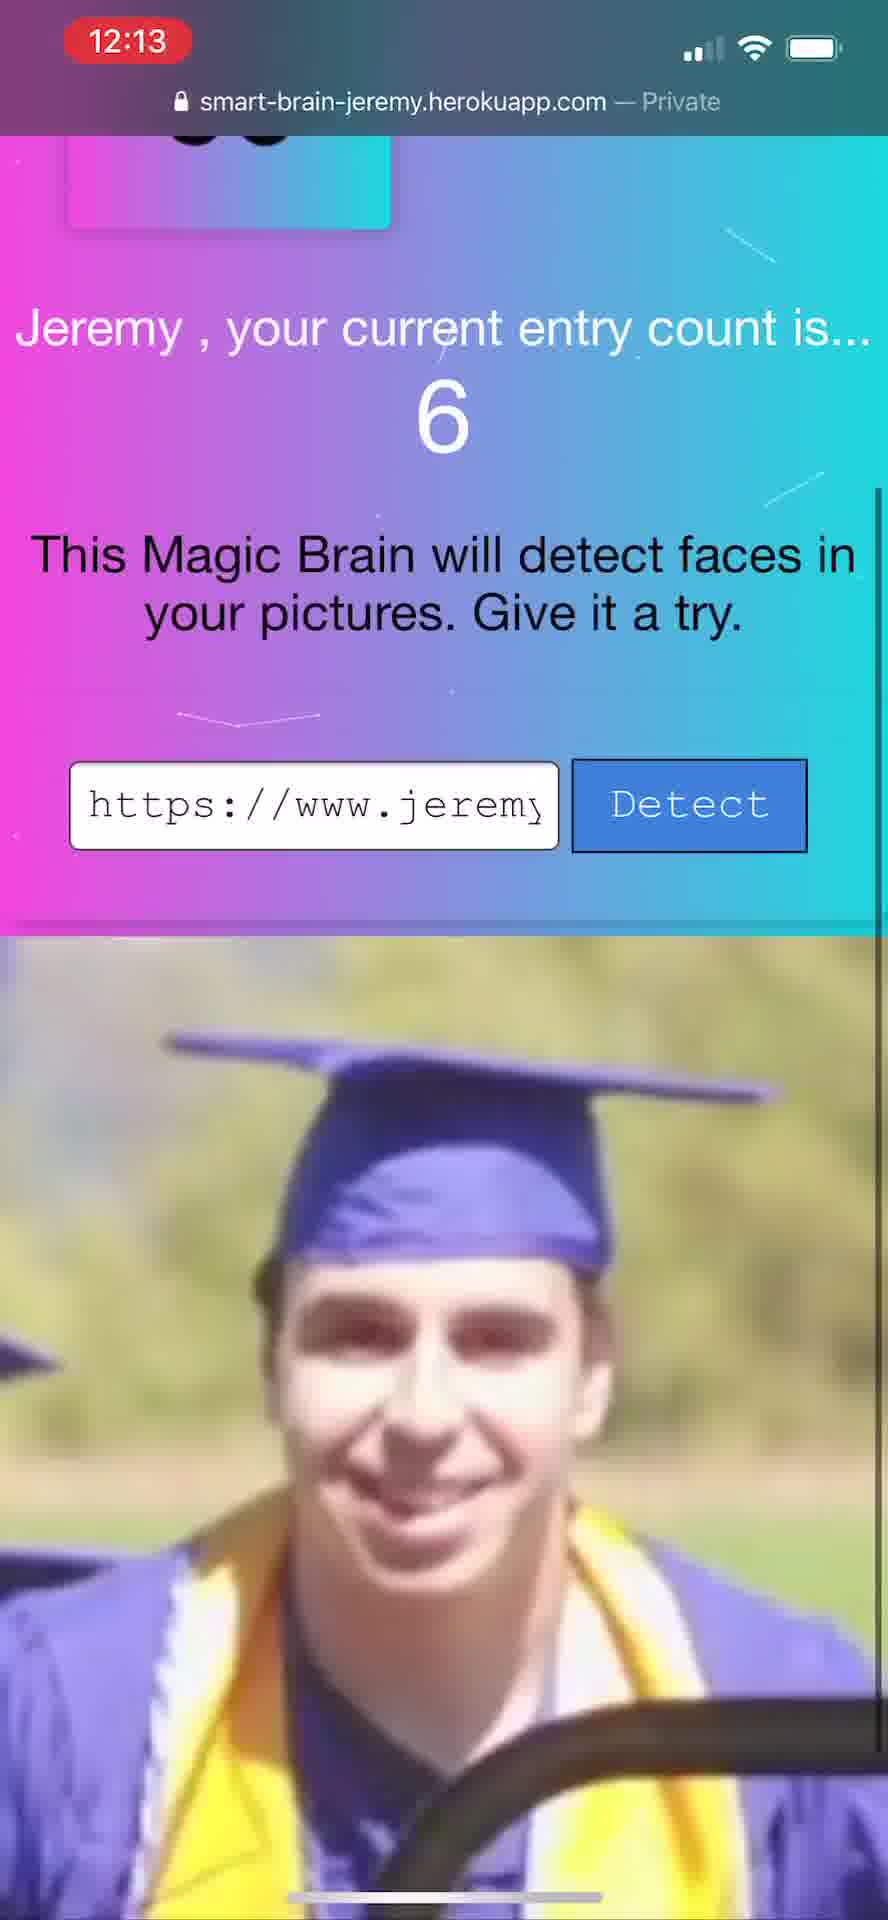 12:13
smart-brain-jeremy.herokuapp.com — Private
Jeremy , your current entry count is...
6
This Magic Brain will detect faces in
your pictures. Give it a try.
https://www.jeremy
Detect